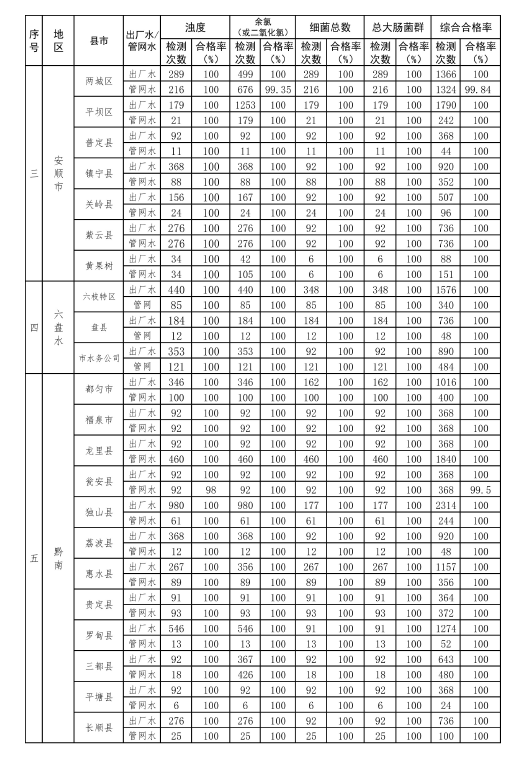 序号 地区 县市 出厂水/管网水 浊度 余氯(或二氧化氯) 细菌总数 总大肠菌群 综合合格率
检测次数 合格率(%) 检测次数 合格率(%) 检测次数 合格率(%) 检测次数 合格率(%) 检测次数 合格率(%)
三 安顺市 两城区 出厂水 289 100 499 100 289 100 289 100 1366 100
管网水 216 100 676 99.35 216 100 216 100 1324 99.84
平坝区 出厂水 179 100 1253 100 179 100 179 100 1790 100
管网水 21 100 179 100 21 100 21 100 242 100
普定县 出厂水 92 100 92 100 92 100 92 100 368 100
管网水 11 100 11 100 11 100 11 100 44 100
镇宁县 出厂水 368 100 368 100 92 100 92 100 920 100
管网水 88 100 88 100 88 100 88 100 352 100
关岭县 出厂水 156 100 167 100 92 100 92 100 507 100
管网水 24 100 24 100 24 100 24 100 96 100
紫云县 出厂水 276 100 276 100 92 100 92 100 736 100
管网水 276 100 276 100 92 100 92 100 736 100
黄果树 出厂水 34 100 42 100 6 100 6 100 88 100
管网水 34 100 105 100 6 100 6 100 151 100
四 六盘水 六枝特区 出厂水 440 100 440 100 348 100 348 100 1576 100
管网 85 100 85 100 85 100 85 100 340 100
盘县 出厂水 184 100 184 100 184 100 184 100 736 100
管网 12 100 12 100 12 100 12 100 48 100
市水务公司 出厂水 353 100 353 100 92 100 92 100 890 100
管网 121 100 121 100 121 100 121 100 484 100
五 黔南 都匀市 出厂水 346 100 346 100 162 100 162 100 1016 100
管网水 100 100 100 100 100 100 100 100 400 100
福泉市 出厂水 92 100 92 100 92 100 92 100 368 100
管网水 92 100 92 100 92 100 92 100 368 100
龙里县 出厂水 92 100 92 100 92 100 92 100 368 100
管网水 460 100 460 100 460 100 460 100 1840 100
瓮安县 出厂水 92 100 92 100 92 100 92 100 368 100
管网水 92 98 92 100 92 100 92 100 368 99.5
独山县 出厂水 980 100 980 100 177 100 177 100 2314 100
管网水 61 100 61 100 61 100 61 100 244 100
荔波县 出厂水 368 100 368 100 92 100 92 100 920 100
管网水 12 100 12 100 12 100 12 100 48 100
惠水县 出厂水 267 100 356 100 267 100 267 100 1157 100
管网水 89 100 89 100 89 100 89 100 356 100
贵定县 出厂水 91 100 91 100 91 100 91 100 364 100
管网水 93 100 93 100 93 100 93 100 372 100
罗甸县 出厂水 546 100 546 100 91 100 91 100 1274 100
管网水 13 100 13 100 13 100 13 100 52 100
三都县 出厂水 92 100 367 100 92 100 92 100 643 100
管网水 18 100 426 100 18 100 18 100 480 100
平塘县 出厂水 92 100 92 100 92 100 92 100 368 100
管网水 6 100 6 100 6 100 6 100 24 100
长顺县 出厂水 276 100 276 100 92 100 92 100 736 100
管网水 25 100 25 100 25 100 25 100 100 100